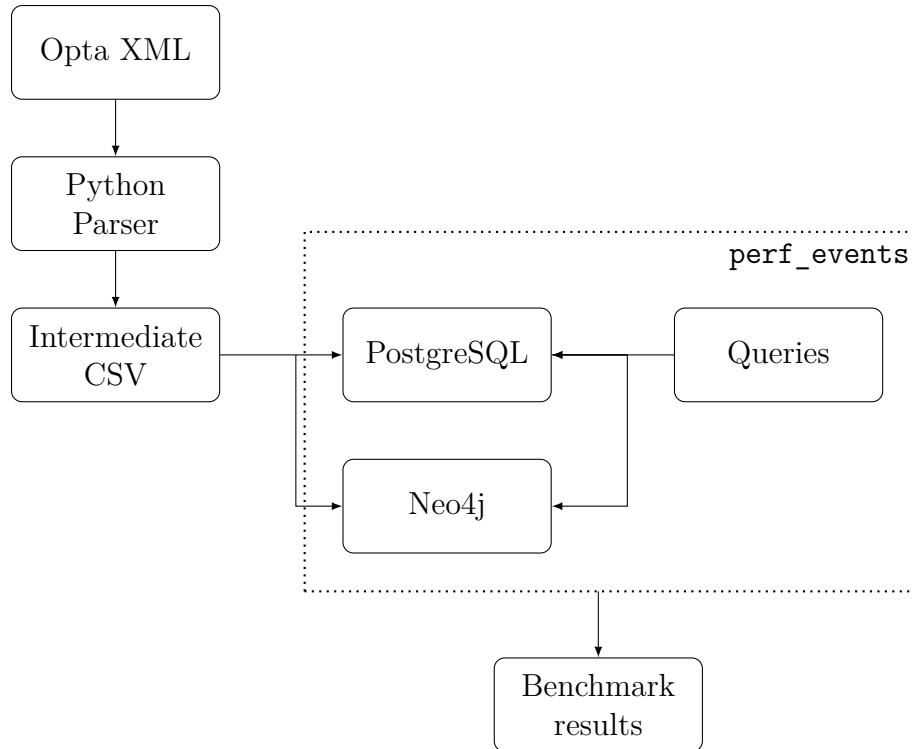 Opta XML
Python
Parser
perf_events
Intermediate
CSV
PostgreSQL
Queries
Neo4j
Benchmark
results